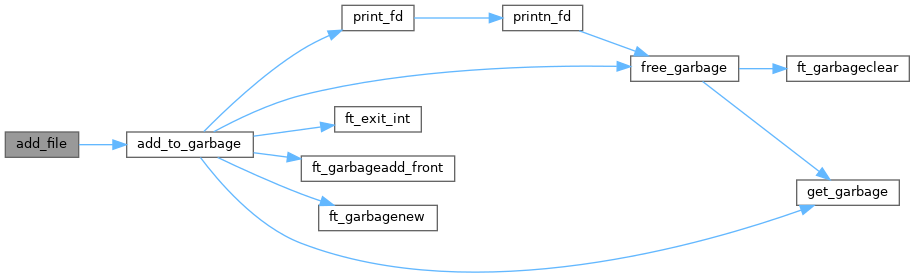 add_file
add_to_garbage
print_fd
printn_fd
free_garbage
ft_garbageclear
ft_exit_int
ft_garbageadd_front
ft_garbagenew
get_garbage